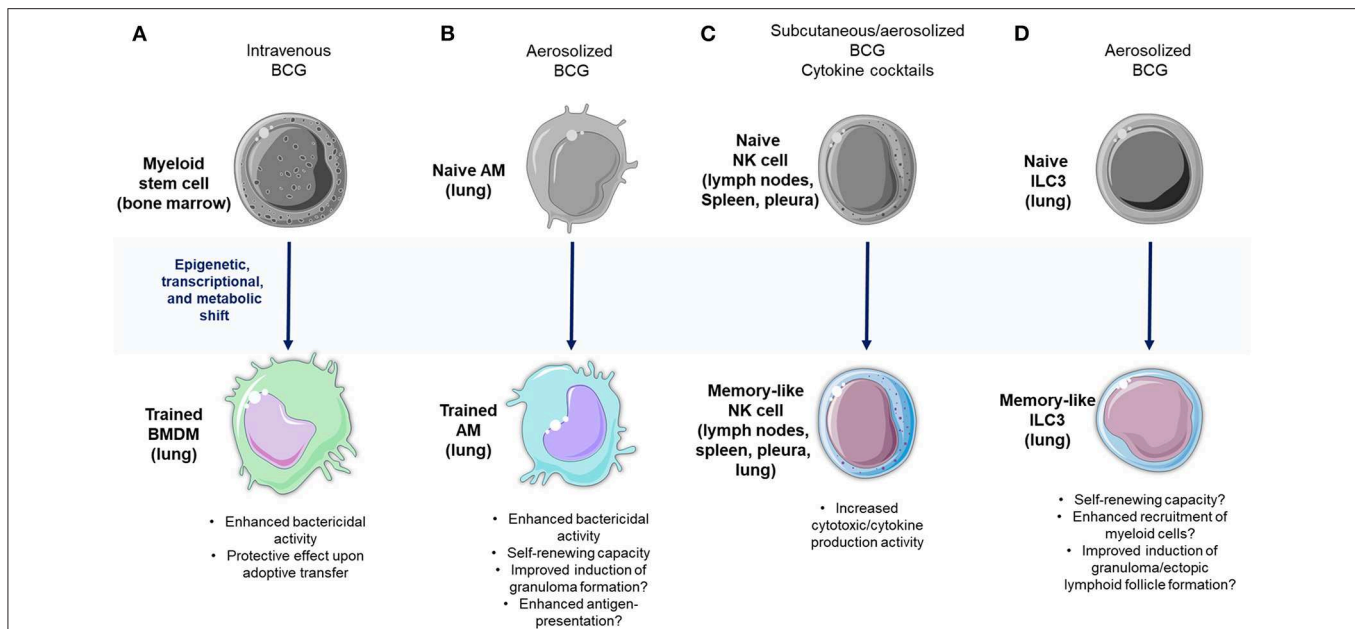 A
Intravenous
BCG
Myeloid
stem cell
(bone marrow)
Epigenetic,
transcriptional,
and metabolic
shift
Trained
BMDM
(lung)
• Enhanced bactericidal
activity
• Protective effect upon
adoptive transfer
B
Aerosolized
BCG
Naive AM
(lung)
Trained
AM
(lung)
• Enhanced bactericidal
activity
• Self-renewing capacity
• Improved induction of
granuloma formation?
• Enhanced antigen-
presentation?
C
Subcutaneous/aerosolized
BCG
Cytokine cocktails
Naive
NK cell
(lymph nodes,
Spleen, pleura)
Memory-like
NK cell
(lymph nodes,
spleen, pleura,
lung)
• Increased
cytotoxic/cytokine
production activity
D
Aerosolized
BCG
Naive
ILC3
(lung)
Memory-like
ILC3
(lung)
• Self-renewing capacity?
• Enhanced recruitment of
myeloid cells?
• Improved induction of
granuloma/ectopic
lymphoid follicle formation?